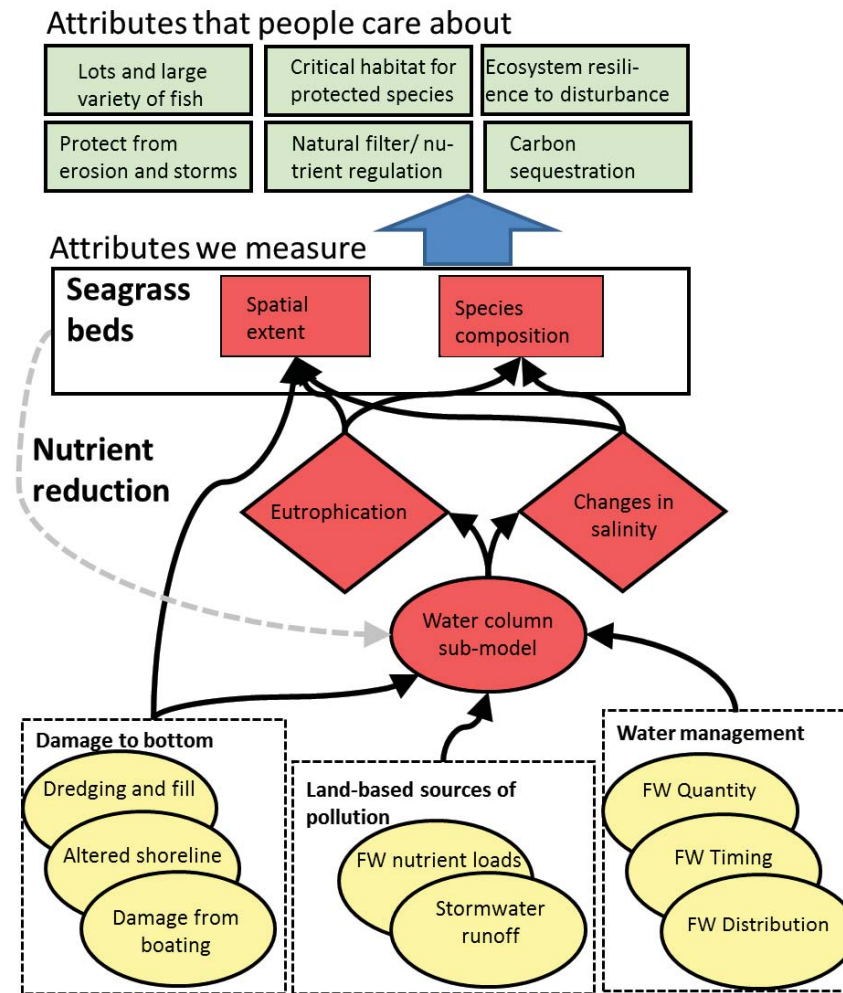 Attributes that people care about
Lots and large
variety of fish
Critical habitat for
protected species
Ecosystem resili-
ence to disturbance
Protect from
erosion and storms
Natural filter/ nu-
trient regulation
Carbon
sequestration
Attributes we measure
Seagrass
beds
Spatial
extent
Species
composition
Nutrient
reduction
Eutrophication
Changes in
salinity
Water column
sub-model
Damage to bottom
Dredging and fill
Altered shoreline
Damage from
boating
Land-based sources of
pollution
FW nutrient loads
Stormwater
runoff
Water management
FW Quantity
FW Timing
FW Distribution